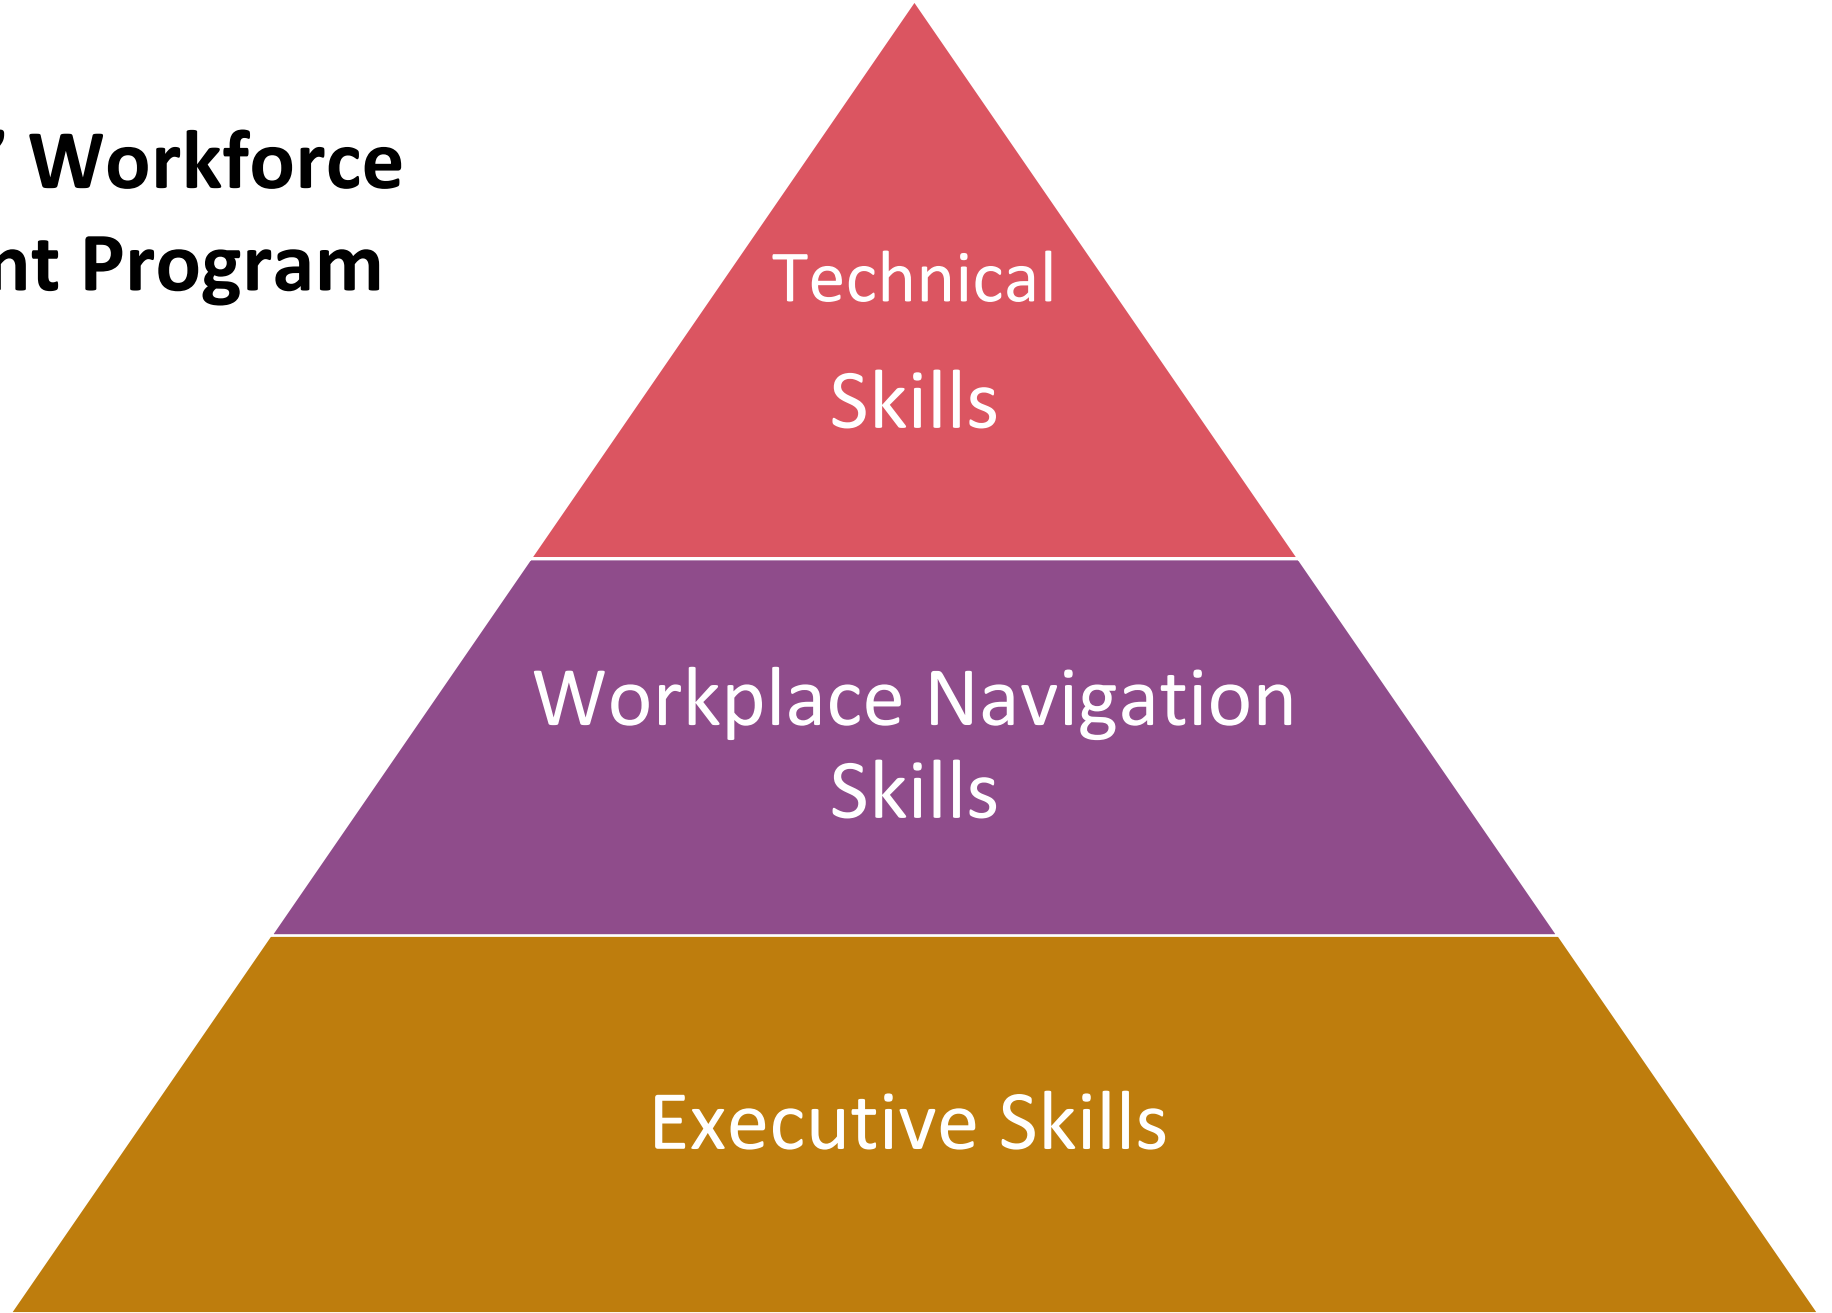 ’ Workforce
nt Program
Technical
Skills
Workplace Navigation
Skills
Executive Skills